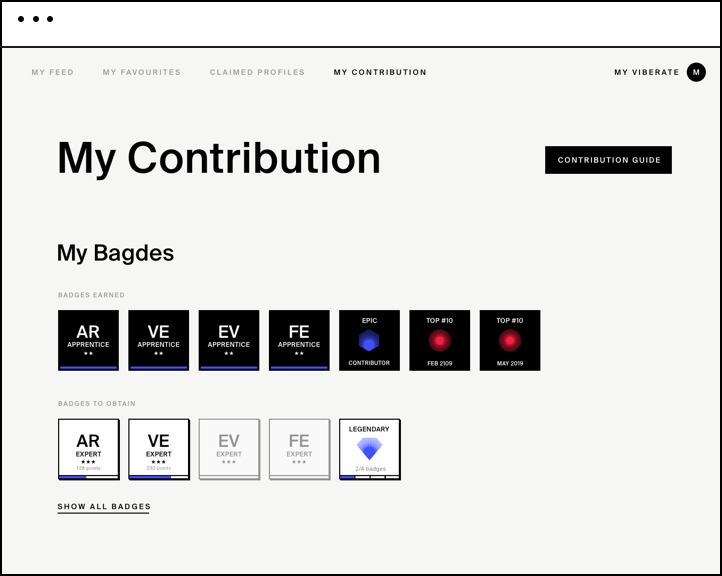 MY FEED MY FAVOURITES CLAIMED PROFILES MY CONTRIBUTION MY VIBERATE M
My Contribution
CONTRIBUTION GUIDE
My Bagdes
BADGES EARNED
AR
APPRENTICE
VE
APPRENTICE
EV
APPRENTICE
FE
APPRENTICE
EPIC
CONTRIBUTOR
TOP #10
FEB 2109
TOP #10
MAY 2019
BADGES TO OBTAIN
AR
EXPERT
128 points
VE
EXPERT
230 points
EV
EXPERT
FE
EXPERT
LEGENDARY
2/4 badges
SHOW ALL BADGES